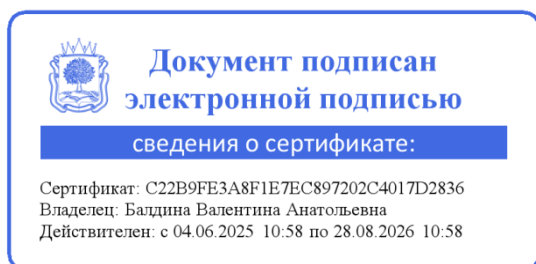 Документ подписан
электронной подписью
сведения о сертификате:
Сертификат: C22B9FE3A8F1E7EC897202C4017D2836
Владелец: Балдина Валентина Анатольевна
Действителен: с 04.06.2025 10:58 по 28.08.2026 10:58